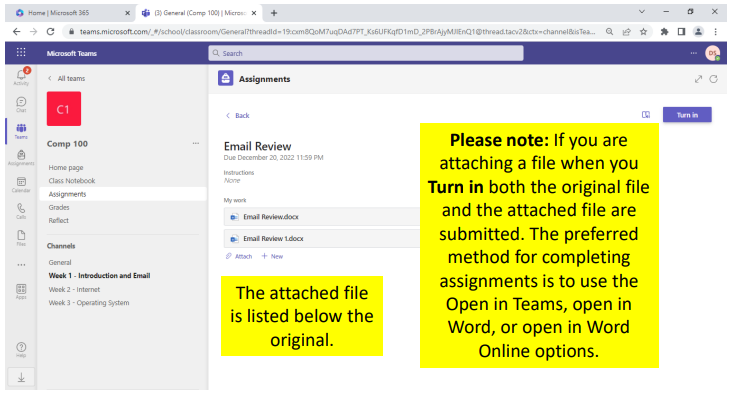 Home | Microsoft 365
(3) General (Comp 100) | Microso
teams.microsoft.com/_#/school/classroom/General?threadId=19:cxm8QoM7uqDAd7PT_Ks6UFKqfD1mD_2PBrAjyMJIEnQ1@thread.tacv2&ctx=channel&isTea...
Microsoft Teams
Search
DS
2
Activity
Chat
Teams
Assignments
Calendar
Calls
Files
Apps
Help
All teams
C1
Comp 100
Home page
Class Notebook
Assignments
Grades
Reflect
Channels
General
Week 1 - Introduction and Email
Week 2 - Internet
Week 3 - Operating System
Assignments
Back
Turn in
Email Review
Due December 20, 2022 11:59 PM
Instructions
None
My work
Email Review.docx
Email Review 1.docx
Attach + New
The attached file
is listed below the
original.
Please note: If you are
attaching a file when you
Turn in both the original file
and the attached file are
submitted. The preferred
method for completing
assignments is to use the
Open in Teams, open in
Word, or open in Word
Online options.